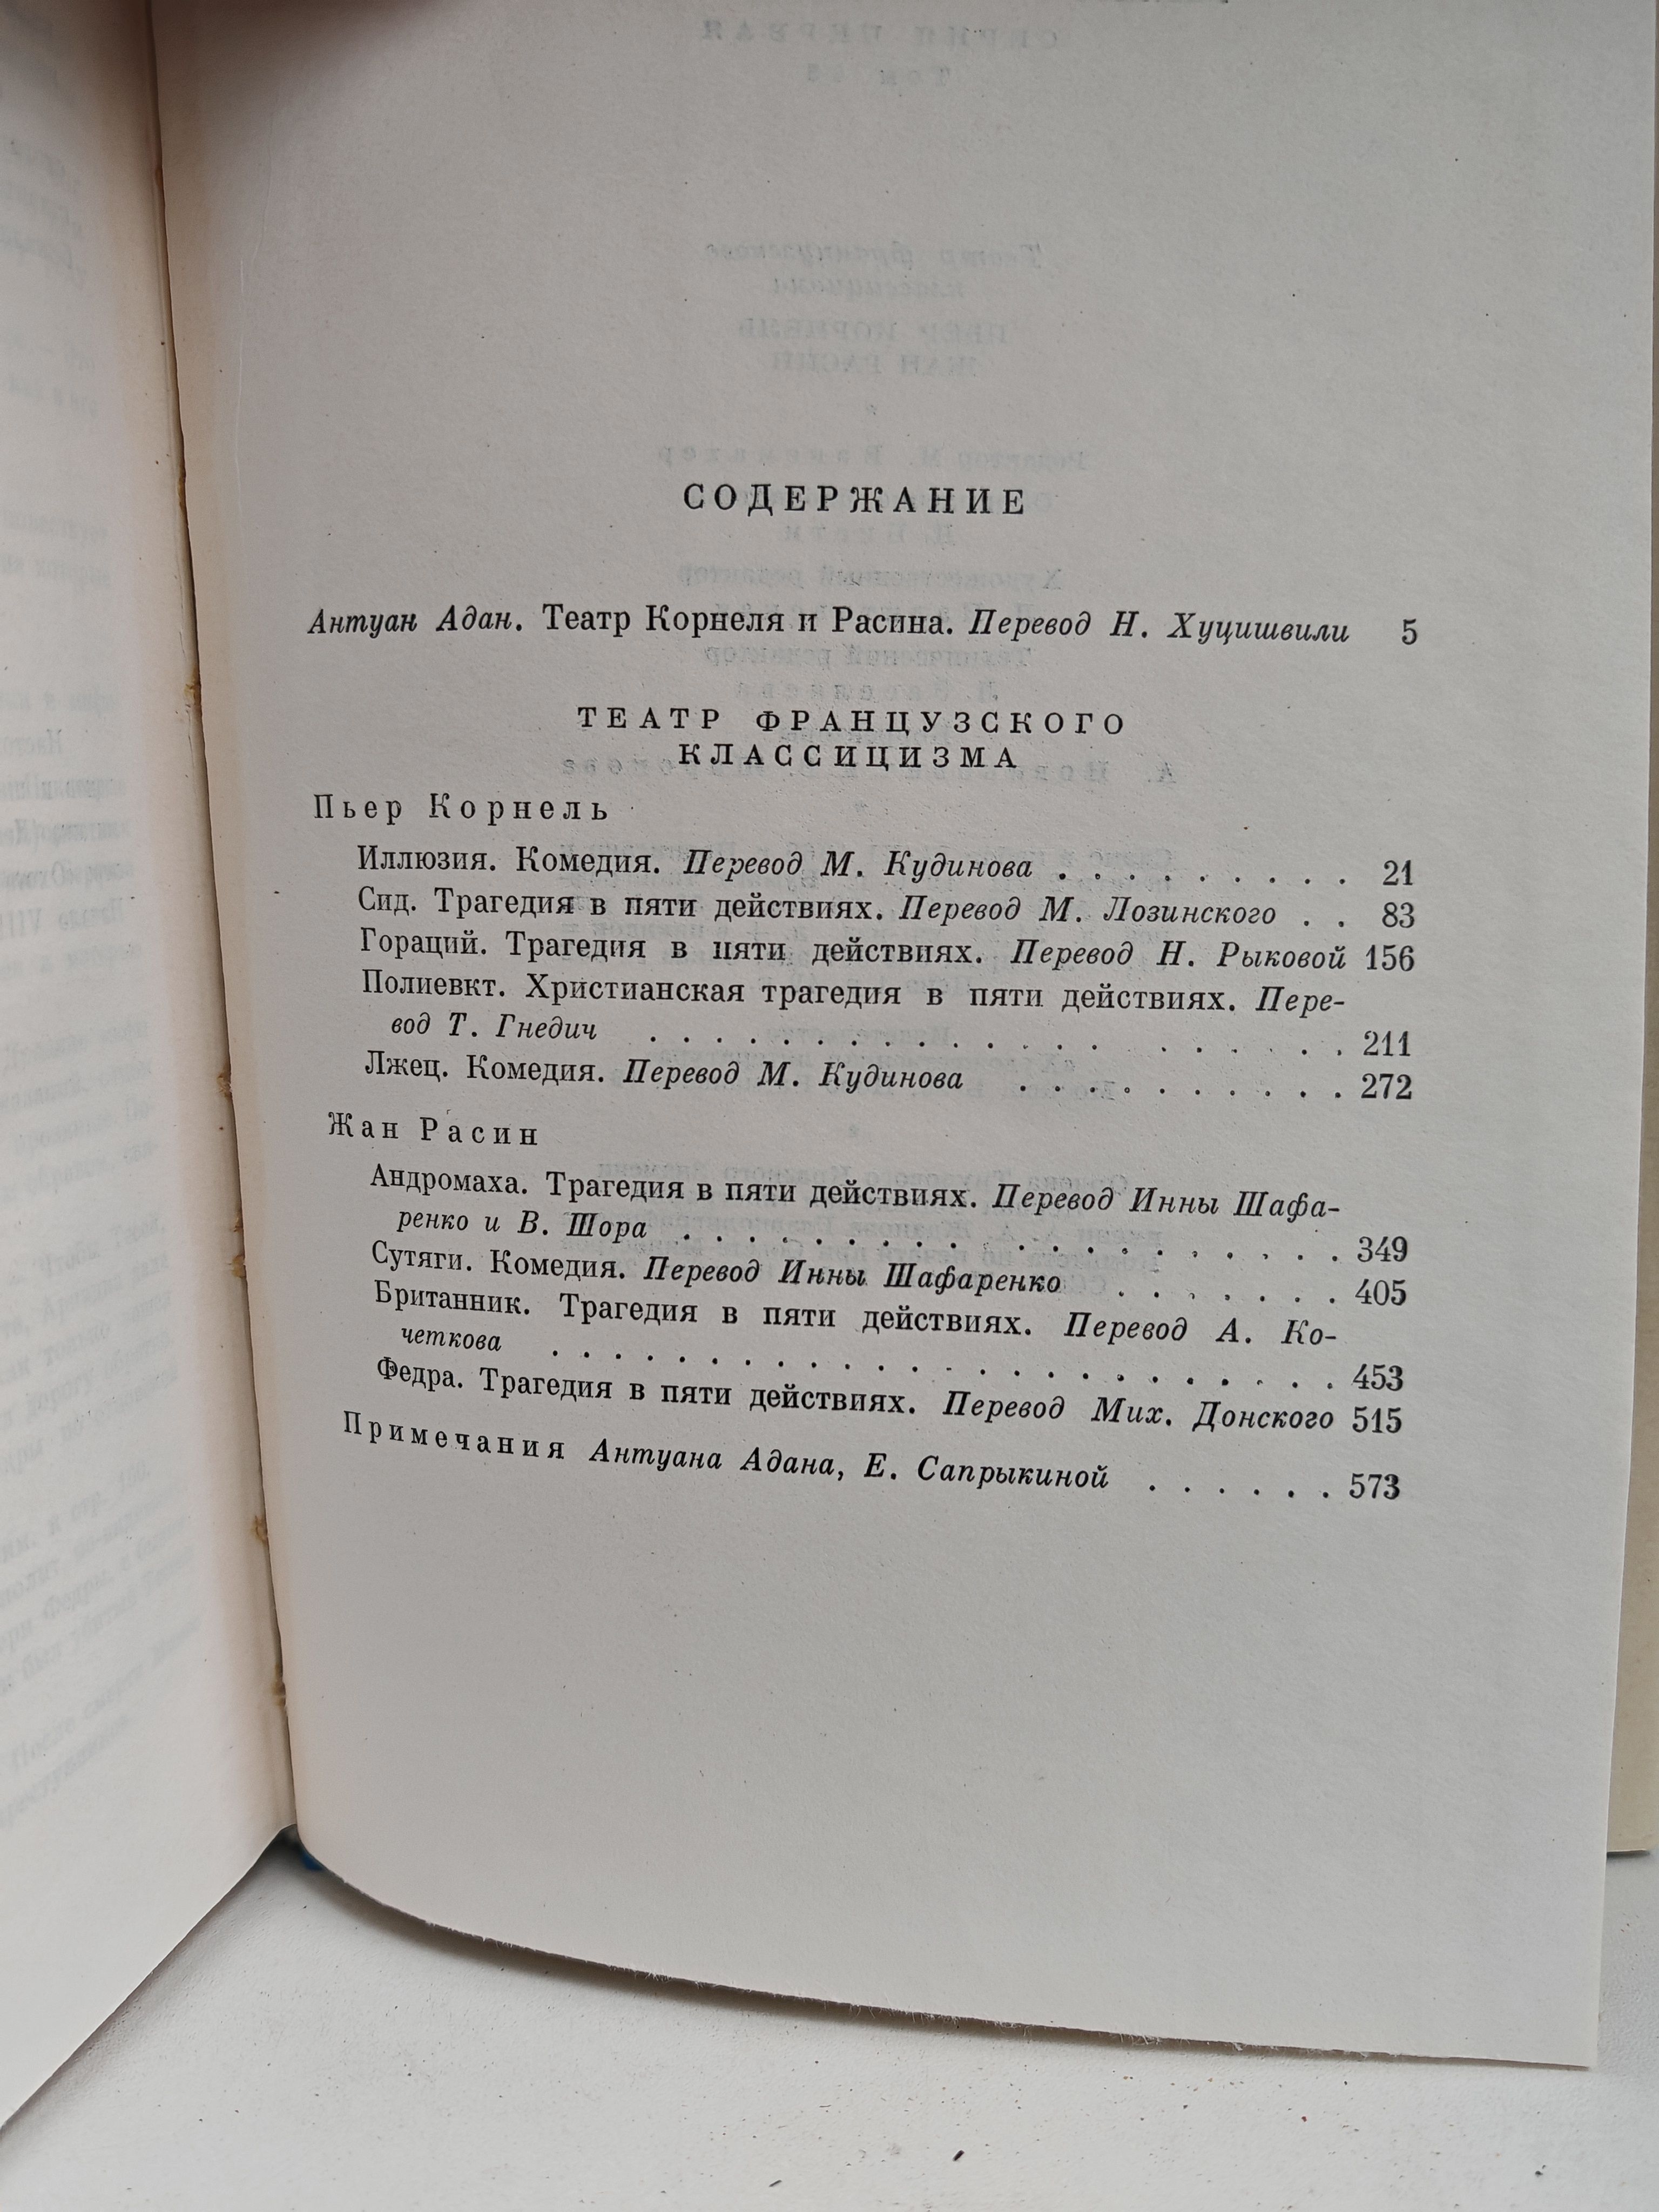 СОДЕРЖАНИЕ
Антуан Адан. Театр Корнеля и Расина. Перевод Н. Хуцишвили 5
ТЕАТР ФРАНЦУЗСКОГО
КЛАССИЦИЗМА
Пьер Корнель
Иллюзия. Комедия. Перевод М. Кудинова . . . . . . . . . 21
Сид. Трагедия в пяти действиях. Перевод М. Лозинского . . 83
Гораций. Трагедия в пяти действиях. Перевод Н. Рыковой 156
Полиевкт. Христианская трагедия в пяти действиях. Пере-
вод Т. Гнедич . . . . . . . . . . . . . . . . . . . . . 211
Лжец. Комедия. Перевод М. Кудинова . . . . . . . . . . 272
Жан Расин
Андромаха. Трагедия в пяти действиях. Перевод Инны Шафа-
ренко и В. Шора . . . . . . . . . . . . . . . . . . . . 349
Сутяги. Комедия. Перевод Инны Шафаренко . . . . . . . 405
Британник. Трагедия в пяти действиях. Перевод А. Ко-
четкова . . . . . . . . . . . . . . . . . . . . . . . 453
Федра. Трагедия в пяти действиях. Перевод Мих. Донского 515
Примечания Антуана Адана, Е. Сапрыкиной . . . . . . 573